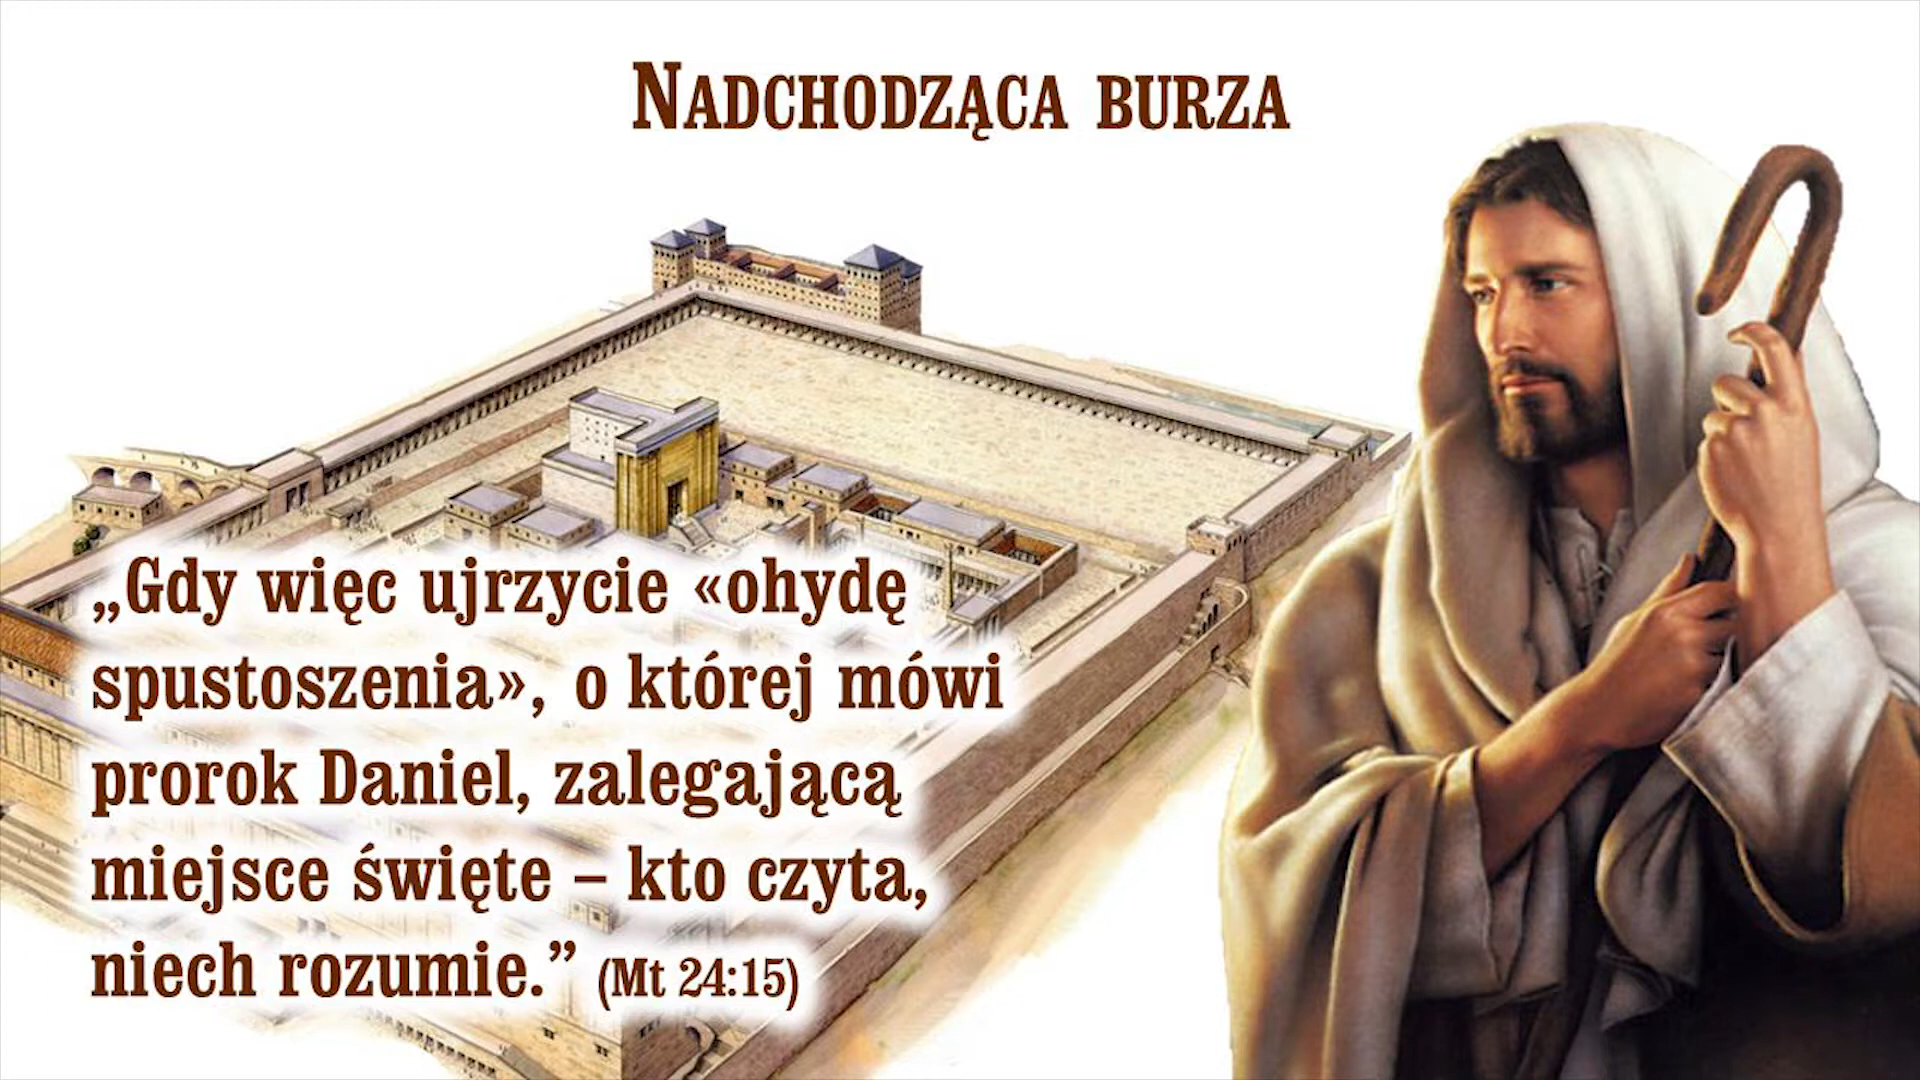 NADCHODZĄCA BURZA
„Gdy więc ujrzycie «ohydę
spustoszenia», o której mówi
prorok Daniel, zalegającą
miejsce święte – kto czyta,
niech rozumie.” (Mt 24:15)